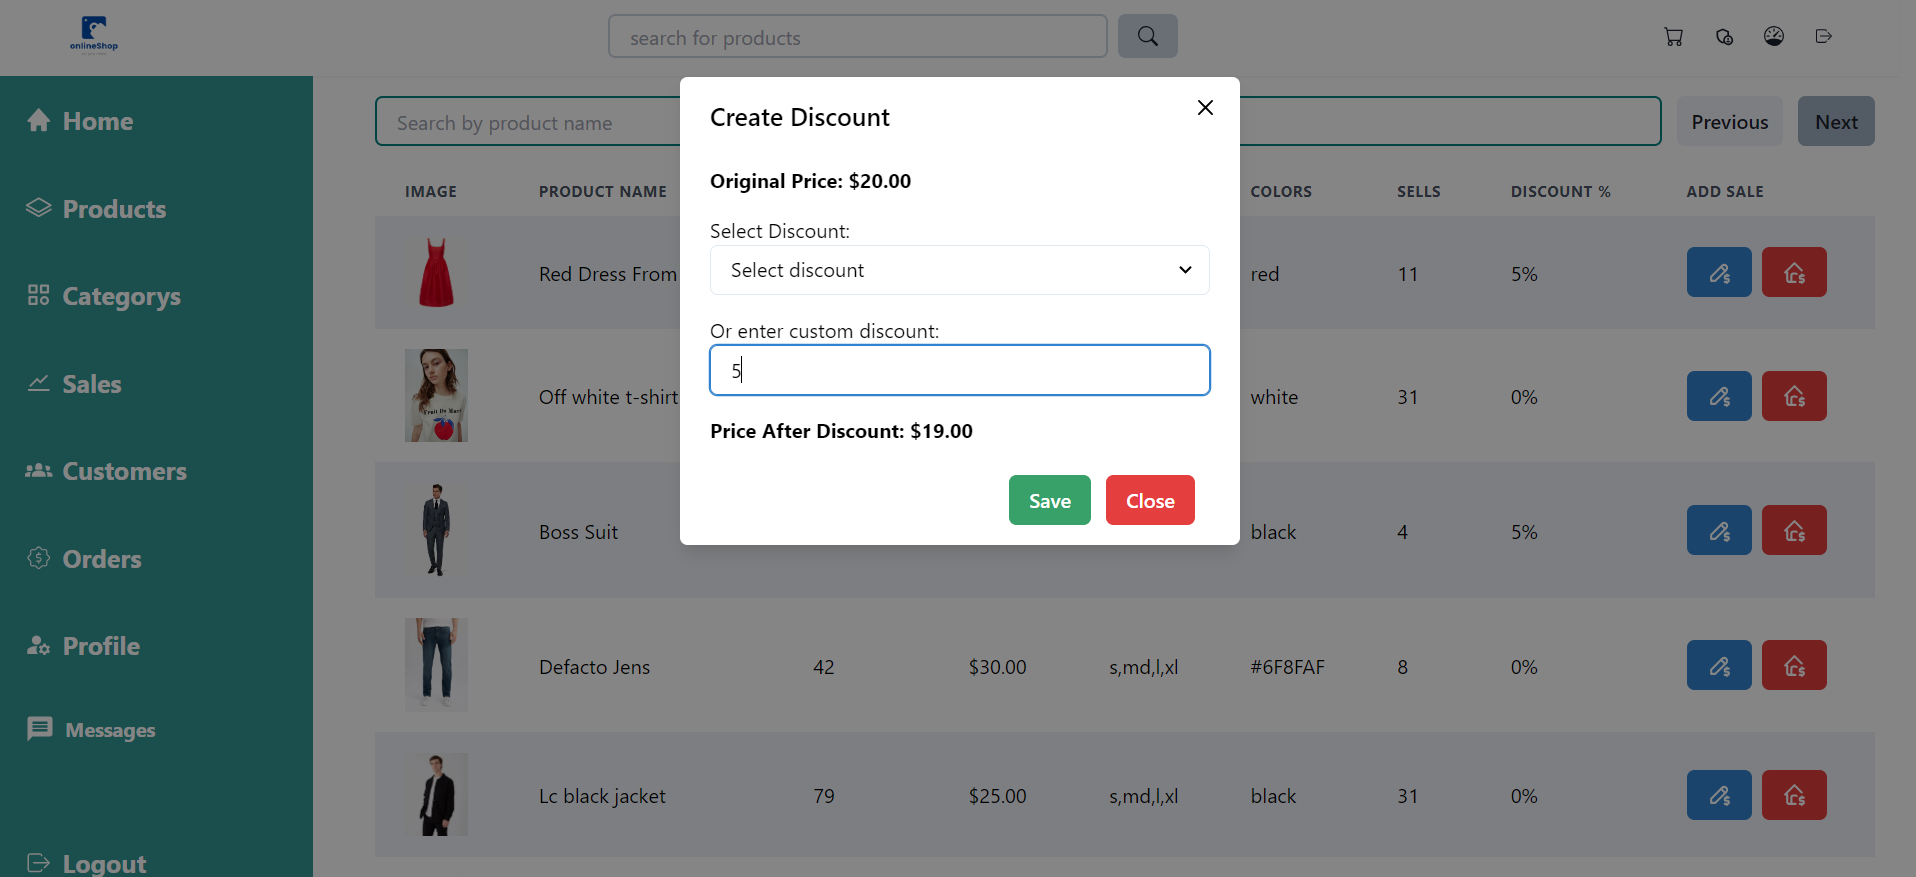 onlineShop
search for products
Home
Products
Categorys
Sales
Customers
Orders
Profile
Messages
Logout
Search by product name
Previous
Next
IMAGE PRODUCT NAME COLORS SELLS DISCOUNT % ADD SALE
Red Dress From red 11 5%
Fruit De Mare
Off white t-shirt white 31 0%
Boss Suit black 4 5%
Defacto Jens 42 $30.00 s,md,l,xl #6F8FAF 8 0%
Lc black jacket 79 $25.00 s,md,l,xl black 31 0%
Create Discount
Original Price: $20.00
Select Discount:
Select discount
Or enter custom discount:
5
Price After Discount: $19.00
Save
Close